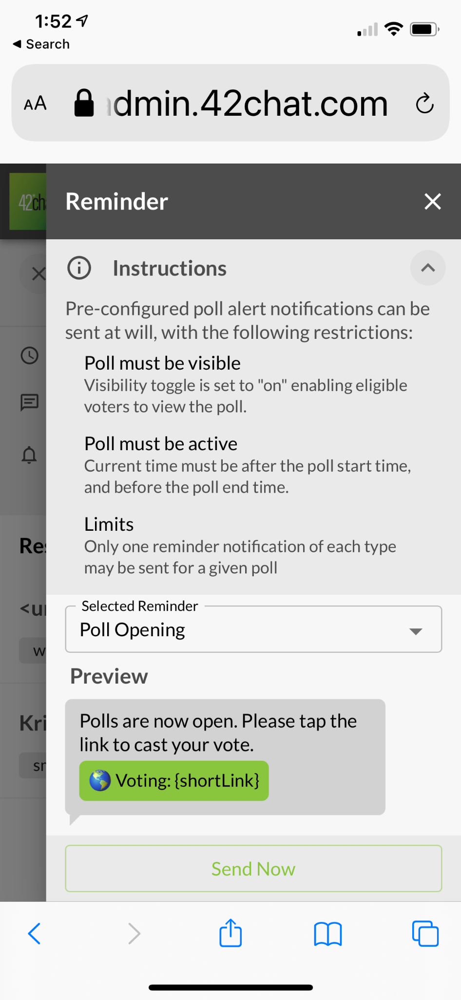 1:52
Search
AA
dmin.42chat.com
42ch
Reminder
Instructions
Pre-configured poll alert notifications can be
sent at will, with the following restrictions:
Poll must be visible
Visibility toggle is set to "on" enabling eligible
voters to view the poll.
Poll must be active
Current time must be after the poll start time,
and before the poll end time.
Limits
Only one reminder notification of each type
may be sent for a given poll
Selected Reminder
Poll Opening
Preview
Polls are now open. Please tap the
link to cast your vote.
🌎 Voting: {shortLink}
Send Now